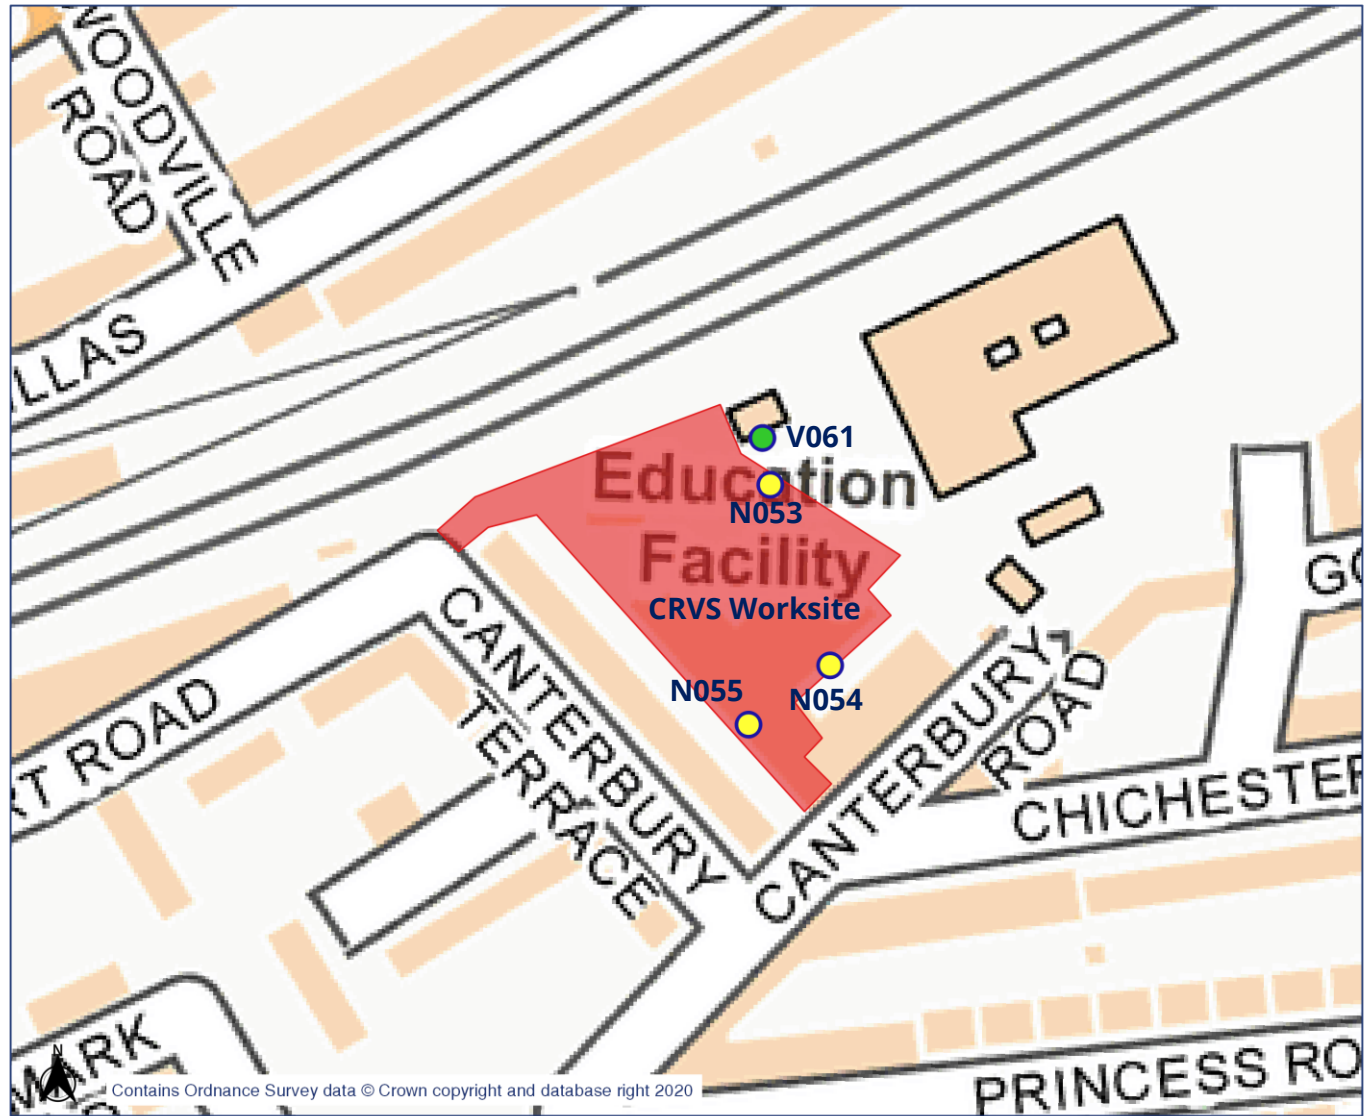 WOODVILLE
ROAD
ILLAS
V061
Education
N053
Facility
CRVS Worksite
N055
N054
CANTERBURY
TERRACE
RT ROAD
CANTERBURY
ROAD
GO
CHICHESTER
MARK
PRINCESS RO
N
Contains Ordnance Survey data © Crown copyright and database right 2020